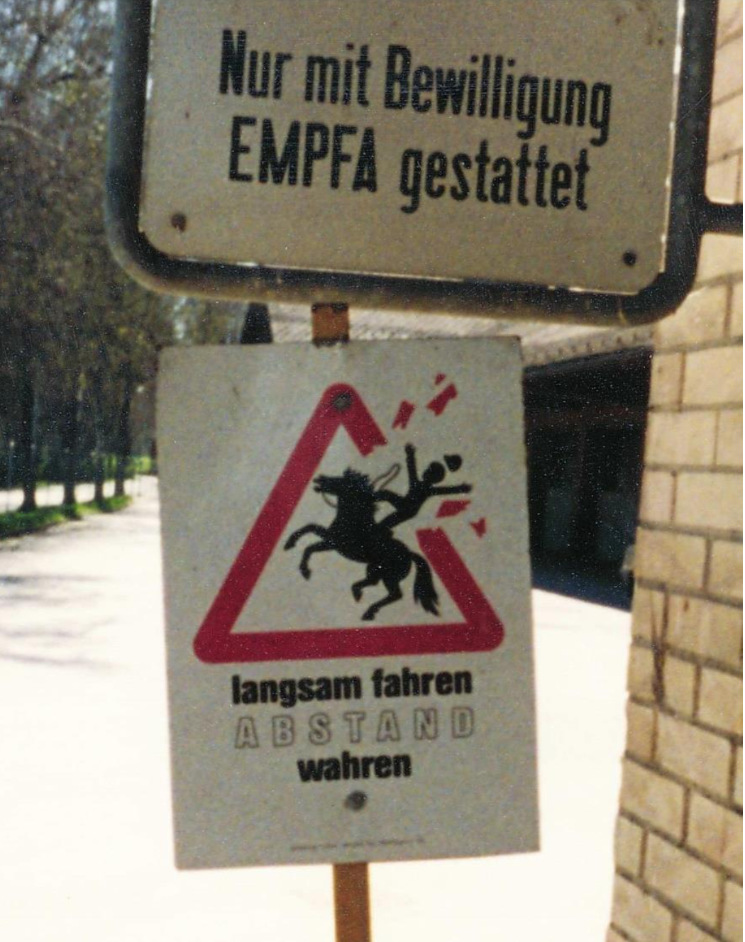 Nur mit Bewilligung
EMPFA gestattet
langsam fahren
ABSTAND
wahren